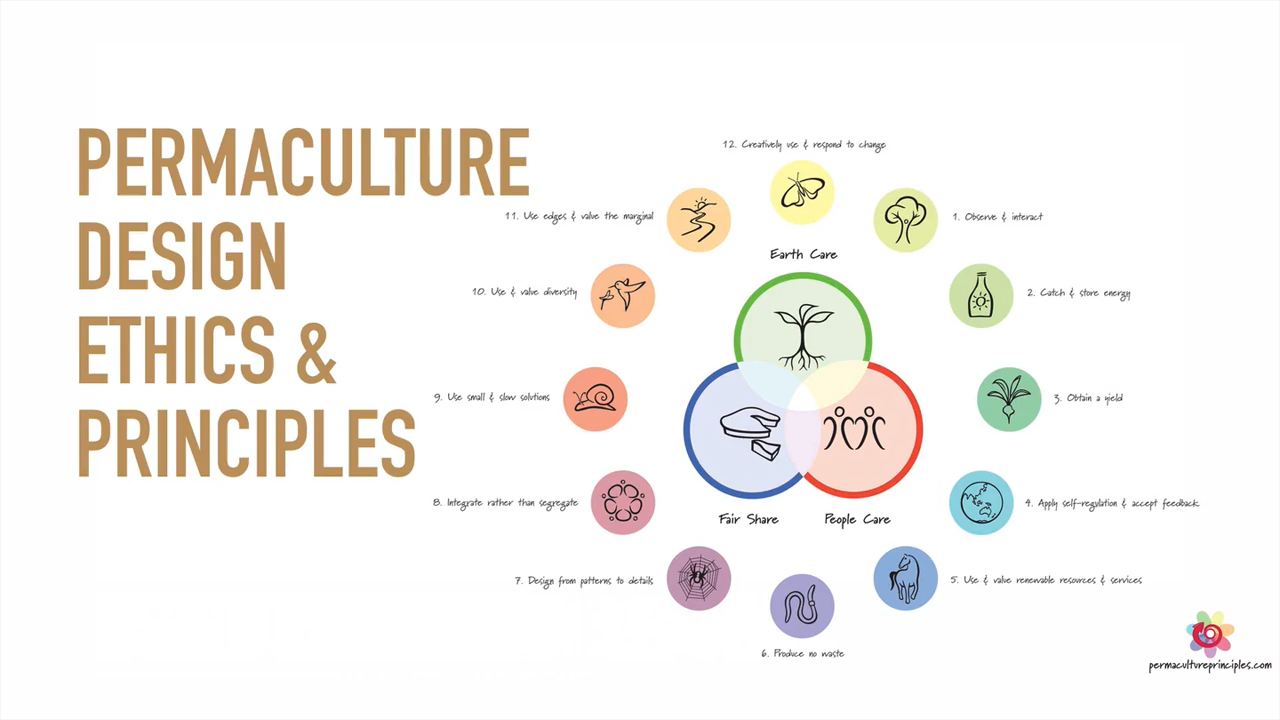 PERMACULTURE
DESIGN
ETHICS &
PRINCIPLES
12. Creatively use & respond to change
11. Use edges & value the marginal
1. Observe & interact
Earth Care
10. Use & value diversity
2. Catch & store energy
9. Use small & slow solutions
3. Obtain a yield
8. Integrate rather than segregate
4. Apply self-regulation & accept feedback
Fair Share
People Care
7. Design from patterns to details
5. Use & value renewable resources & services
6. Produce no waste
permacultureprinciples.com